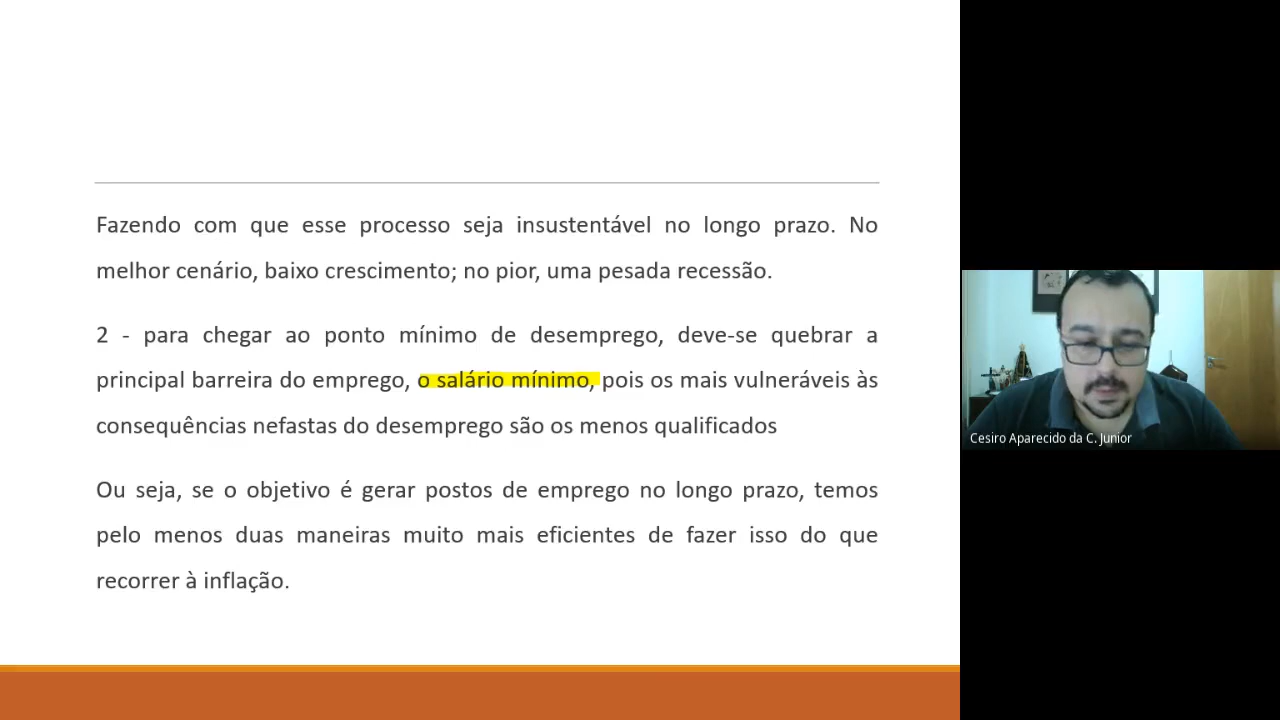 Fazendo com que esse processo seja insustentável no longo prazo. No
melhor cenário, baixo crescimento; no pior, uma pesada recessão.
2 - para chegar ao ponto mínimo de desemprego, deve-se quebrar a
principal barreira do emprego, o salário mínimo, pois os mais vulneráveis às
consequências nefastas do desemprego são os menos qualificados
Ou seja, se o objetivo é gerar postos de emprego no longo prazo, temos
pelo menos duas maneiras muito mais eficientes de fazer isso do que
recorrer à inflação.
Cesiro Aparecido da C. Junior